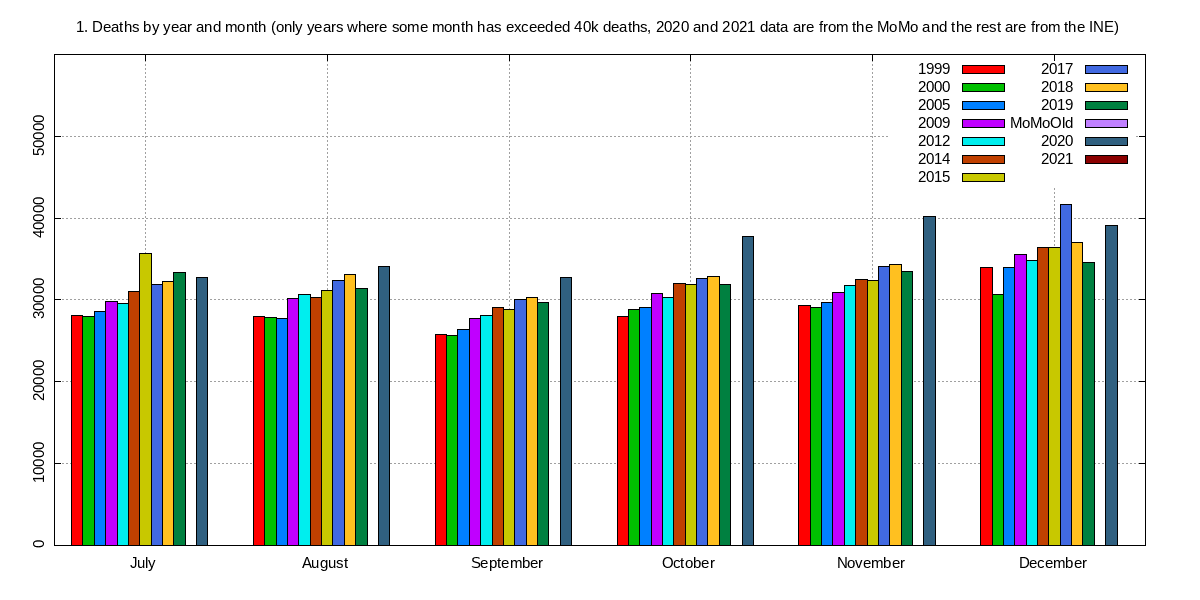 1. Deaths by year and month (only years where some month has exceeded 40k deaths, 2020 and 2021 data are from the MoMo and the rest are from the INE)
1999
2000
2005
2009
2012
2014
2015
2017
2018
2019
MoMoOld
2020
2021
50000
40000
30000
20000
10000
0
July
August
September
October
November
December